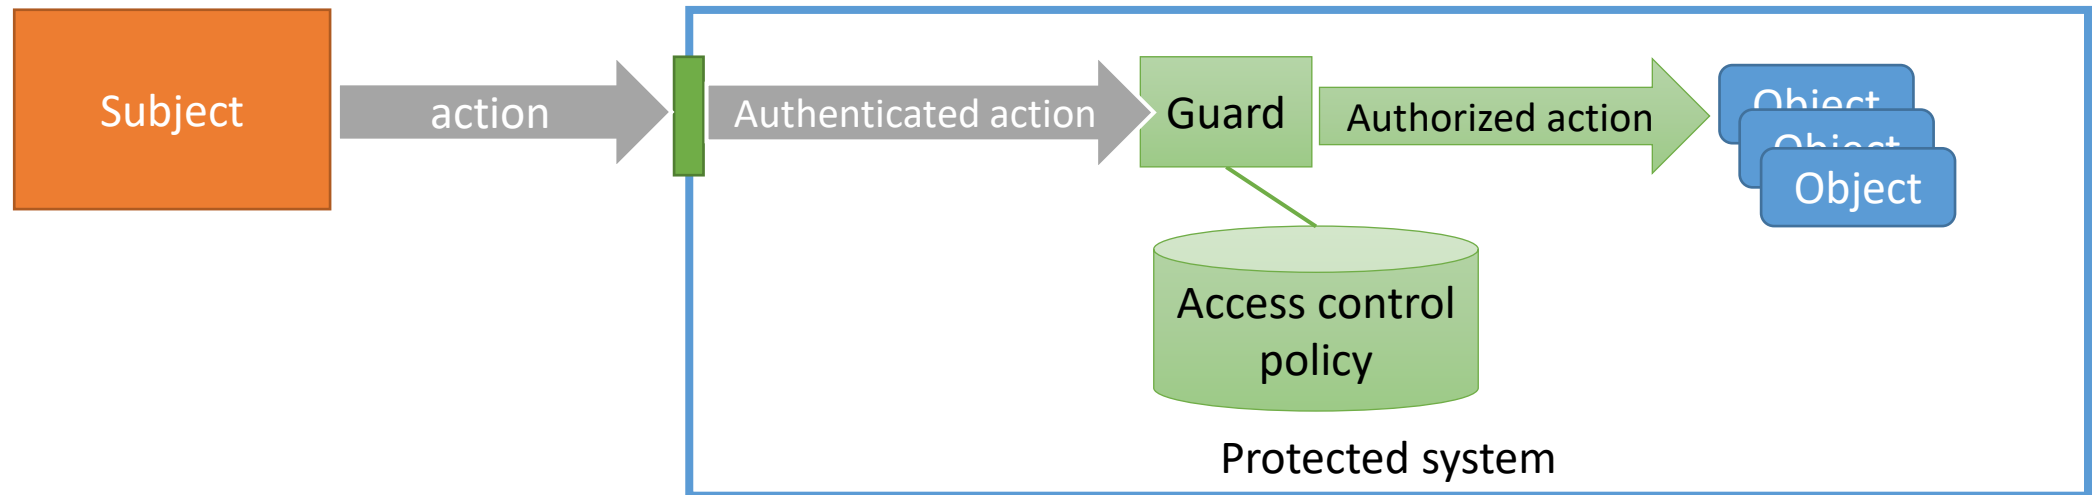 Subject
action
Authenticated action
Guard
Authorized action
Object
Object
Object
Access control
policy
Protected system